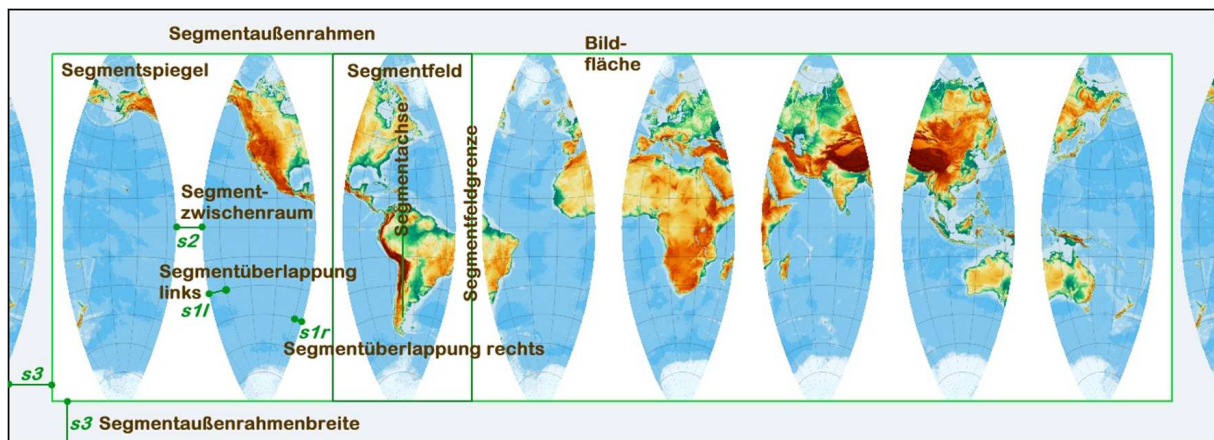 Segmentaußenrahmen
Bild-
fläche
Segmentspiegel
Segmentfeld
Segmentachse
Segmentfeldgrenze
Segment-
zwischenraum
s2
Segmentüberlappung
links
s1l
s1r
Segmentüberlappung rechts
s3
s3 Segmentaußenrahmenbreite